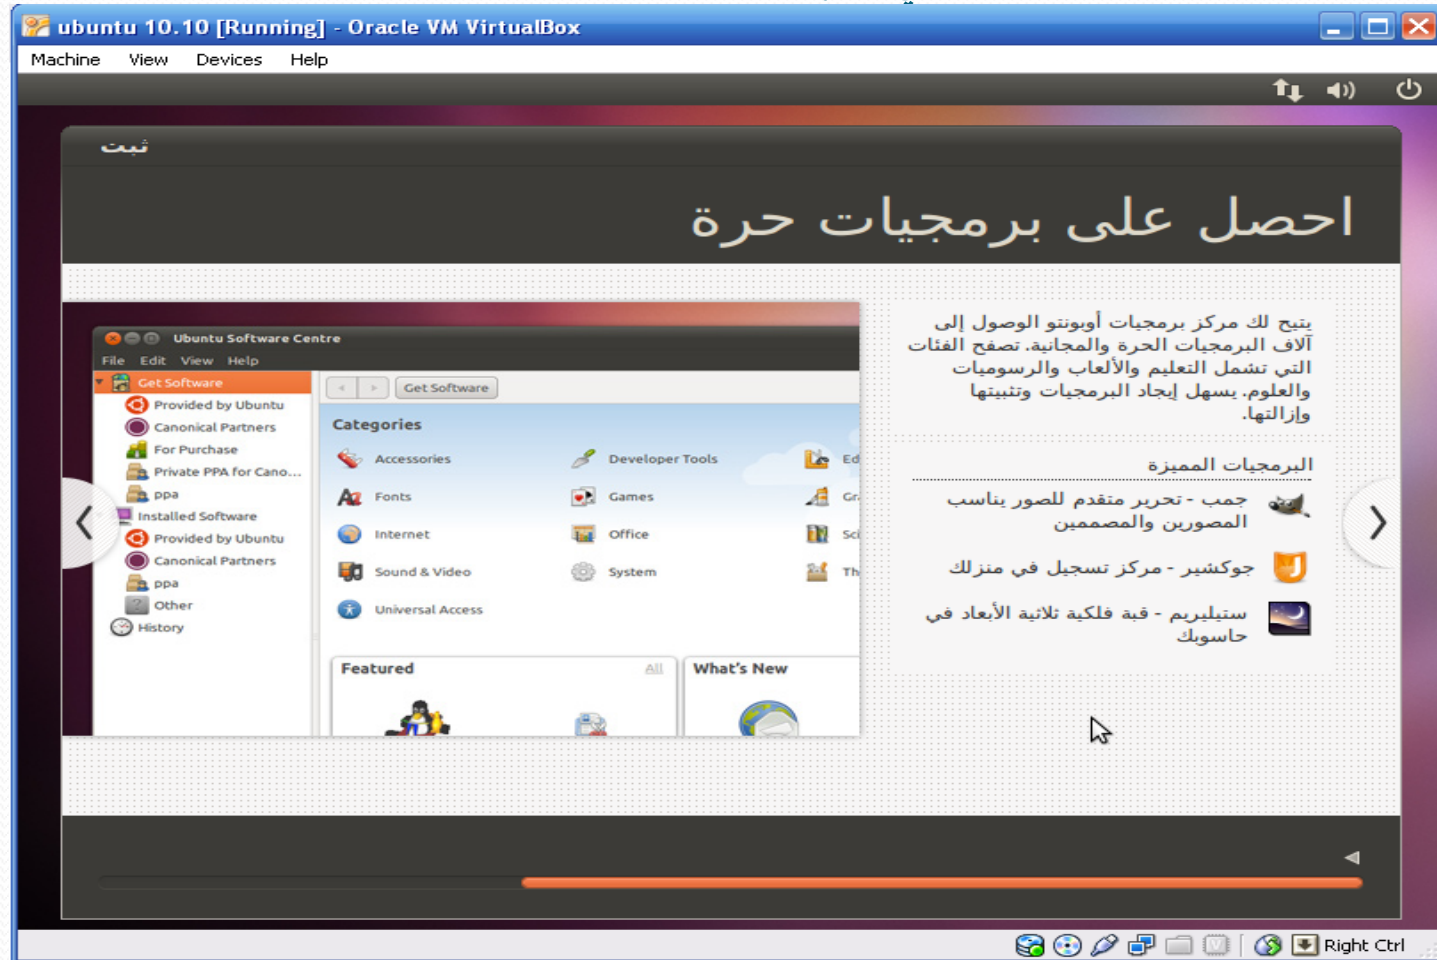 ubuntu 10.10 [Running] - Oracle VM VirtualBox
Machine View Devices Help
ثبت
احصل على برمجيات حرة
يتيح لك مركز برمجيات أوبونتو الوصول إلى
آلاف البرمجيات الحرة والمجانية. تصفح الفئات
التي تشمل التعليم والألعاب والرسوميات
والعلوم. يسهل إيجاد البرمجيات وتثبيتها
وإزالتها.
البرمجيات المميزة
جمب - تحرير متقدم للصور يناسب
المصورين والمصممين
جوكشير - مركز تسجيل في منزلك
ستيليريم - قبة فلكية ثلاثية الأبعاد في
حاسوبك
Ubuntu Software Centre
File Edit View Help
Get Software
Provided by Ubuntu
Canonical Partners
For Purchase
Private PPA for Cano...
ppa
Installed Software
Provided by Ubuntu
Canonical Partners
ppa
Other
History
Get Software
Categories
Accessories Developer Tools Ed
Fonts Games Gr
Internet Office Sci
Sound & Video System Th
Universal Access
Featured All What's New
Right Ctrl